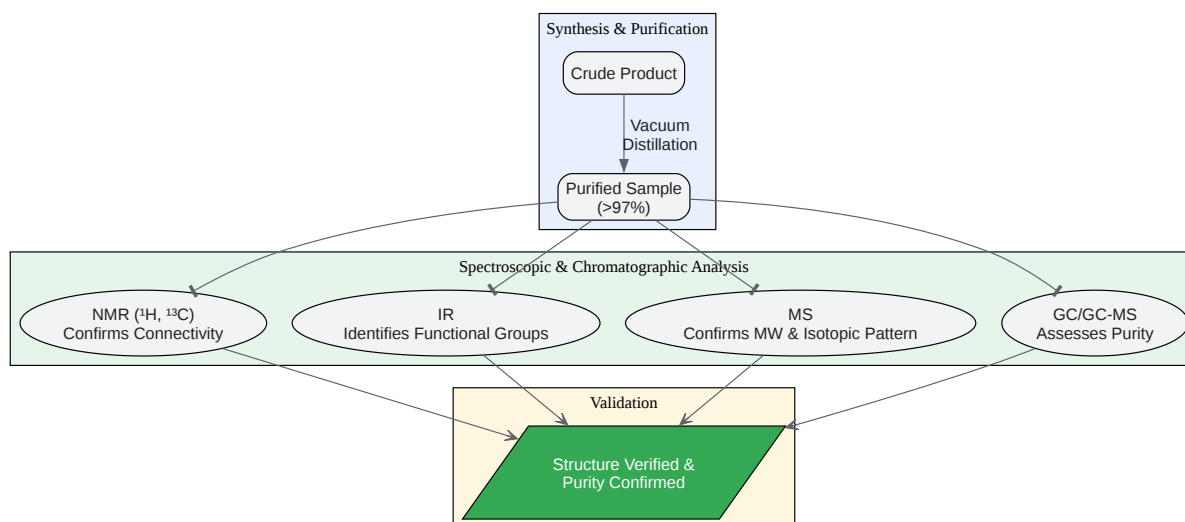 Synthesis & Purification
Crude Product
Vacuum
Distillation
Purified Sample
(>97%)
Spectroscopic & Chromatographic Analysis
NMR (¹H, ¹³C)
Confirms Connectivity
IR
Identifies Functional Groups
MS
Confirms MW & Isotopic Pattern
GC/GC-MS
Assesses Purity
Validation
Structure Verified &
Purity Confirmed